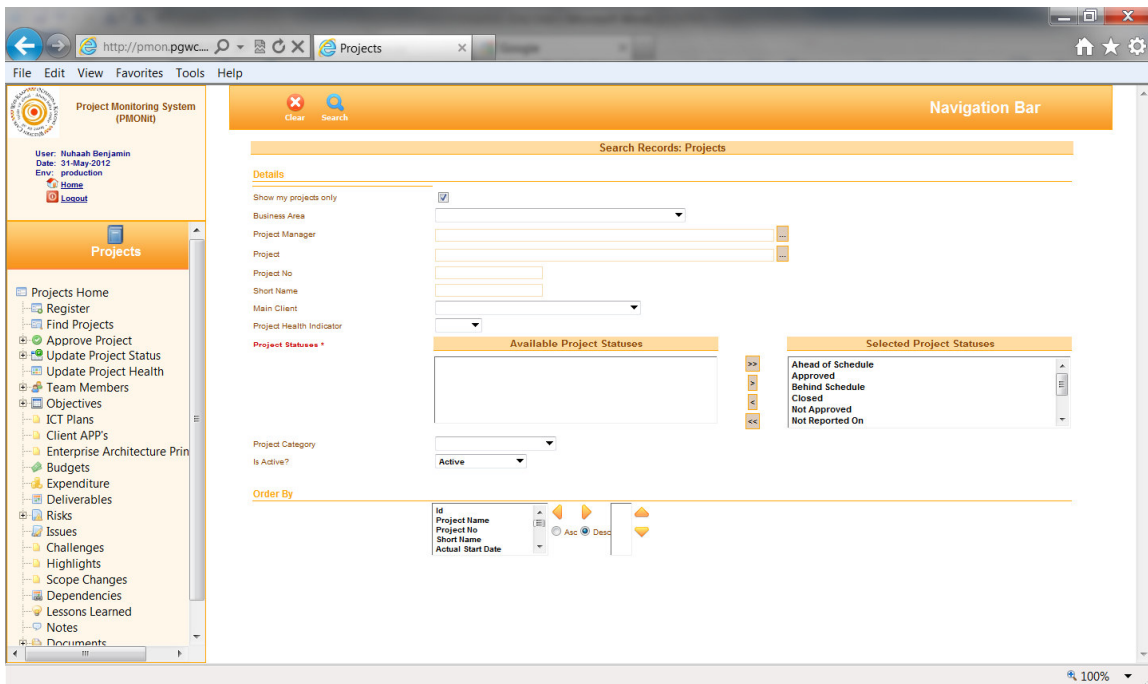 http://pmon.pgwc...
Projects
File Edit View Favorites Tools Help
Project Monitoring System
(PMONit)
User: Nuhaah Benjamin
Date: 31-May-2012
Env: production
Home
Logout
Projects
Projects Home
Register
Find Projects
Approve Project
Update Project Status
Update Project Health
Team Members
Objectives
ICT Plans
Client APP's
Enterprise Architecture Prin
Budgets
Expenditure
Deliverables
Risks
Issues
Challenges
Highlights
Scope Changes
Dependencies
Lessons Learned
Notes
Documents
Clear Search
Navigation Bar
Search Records: Projects
Details
Show my projects only
Business Area
Project Manager
...
Project
...
Project No
Short Name
Main Client
Project Health Indicator
Project Statuses *
Available Project Statuses
>>
>
<
<<
Selected Project Statuses
Ahead of Schedule
Approved
Behind Schedule
Closed
Not Approved
Not Reported On
Project Category
Is Active?
Active
Order By
Id
Project Name
Project No
Short Name
Actual Start Date
Asc Desc
100%